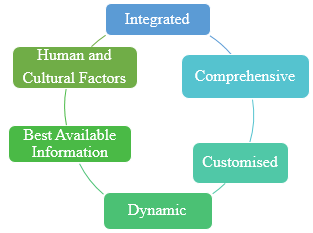 Integrated
Human and
Cultural Factors
Comprehensive
Best Available
Information
Customised
Dynamic